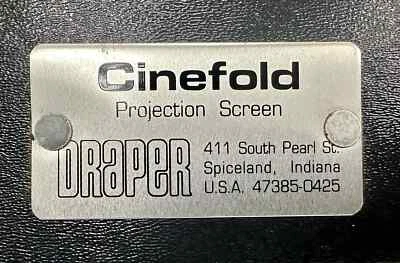 Cinefold
Projection Screen
DRAPER
411 South Pearl St.
Spiceland, Indiana
U.S.A. 47385-0425